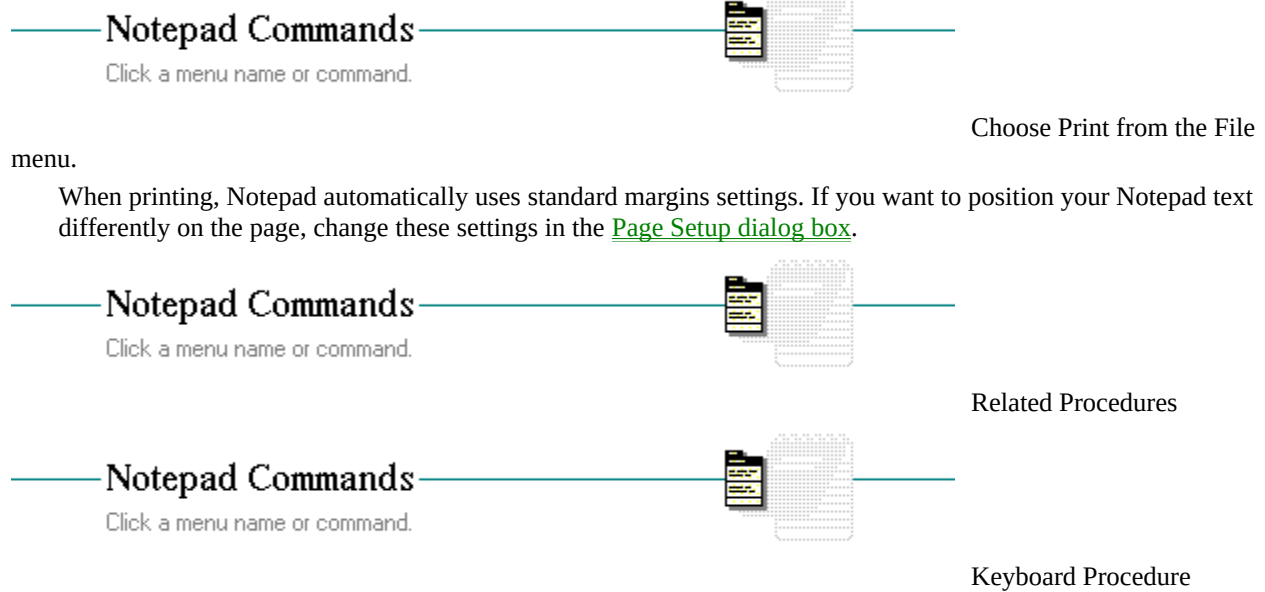 Notepad Commands
Click a menu name or command.
Choose Print from the File
menu.
When printing, Notepad automatically uses standard margins settings. If you want to position your Notepad text
differently on the page, change these settings in the Page Setup dialog box.
Notepad Commands
Click a menu name or command.
Related Procedures
Notepad Commands
Click a menu name or command.
Keyboard Procedure